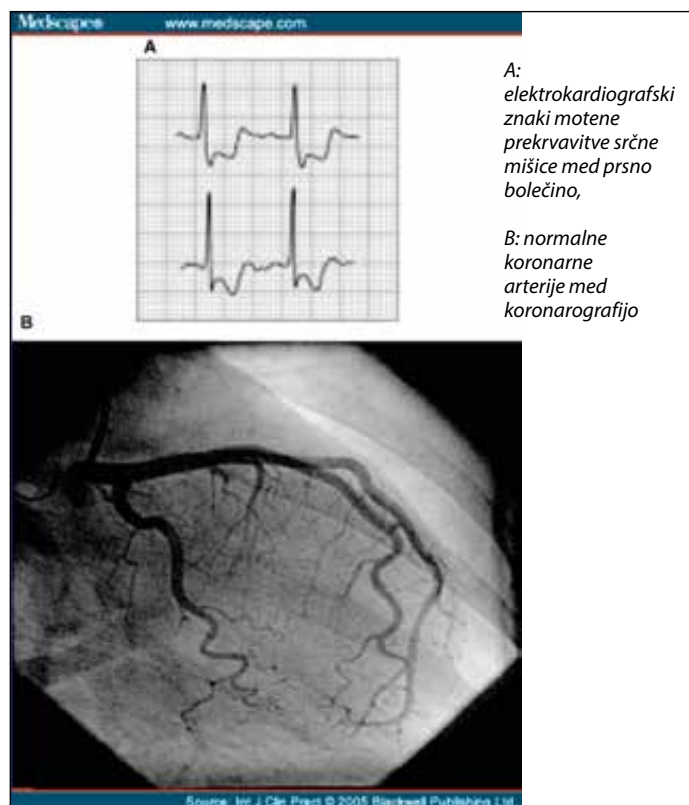 Medscape® www.medscape.com
A
A:
elektrokardiografski
znaki motene
prekrvavitve srčne
mišice med prsno
bolečino,
B: normalne
koronarne
arterije med
koronarografijo
B
Source: Int J Clin Pract © 2005 Blackwell Publishing Ltd